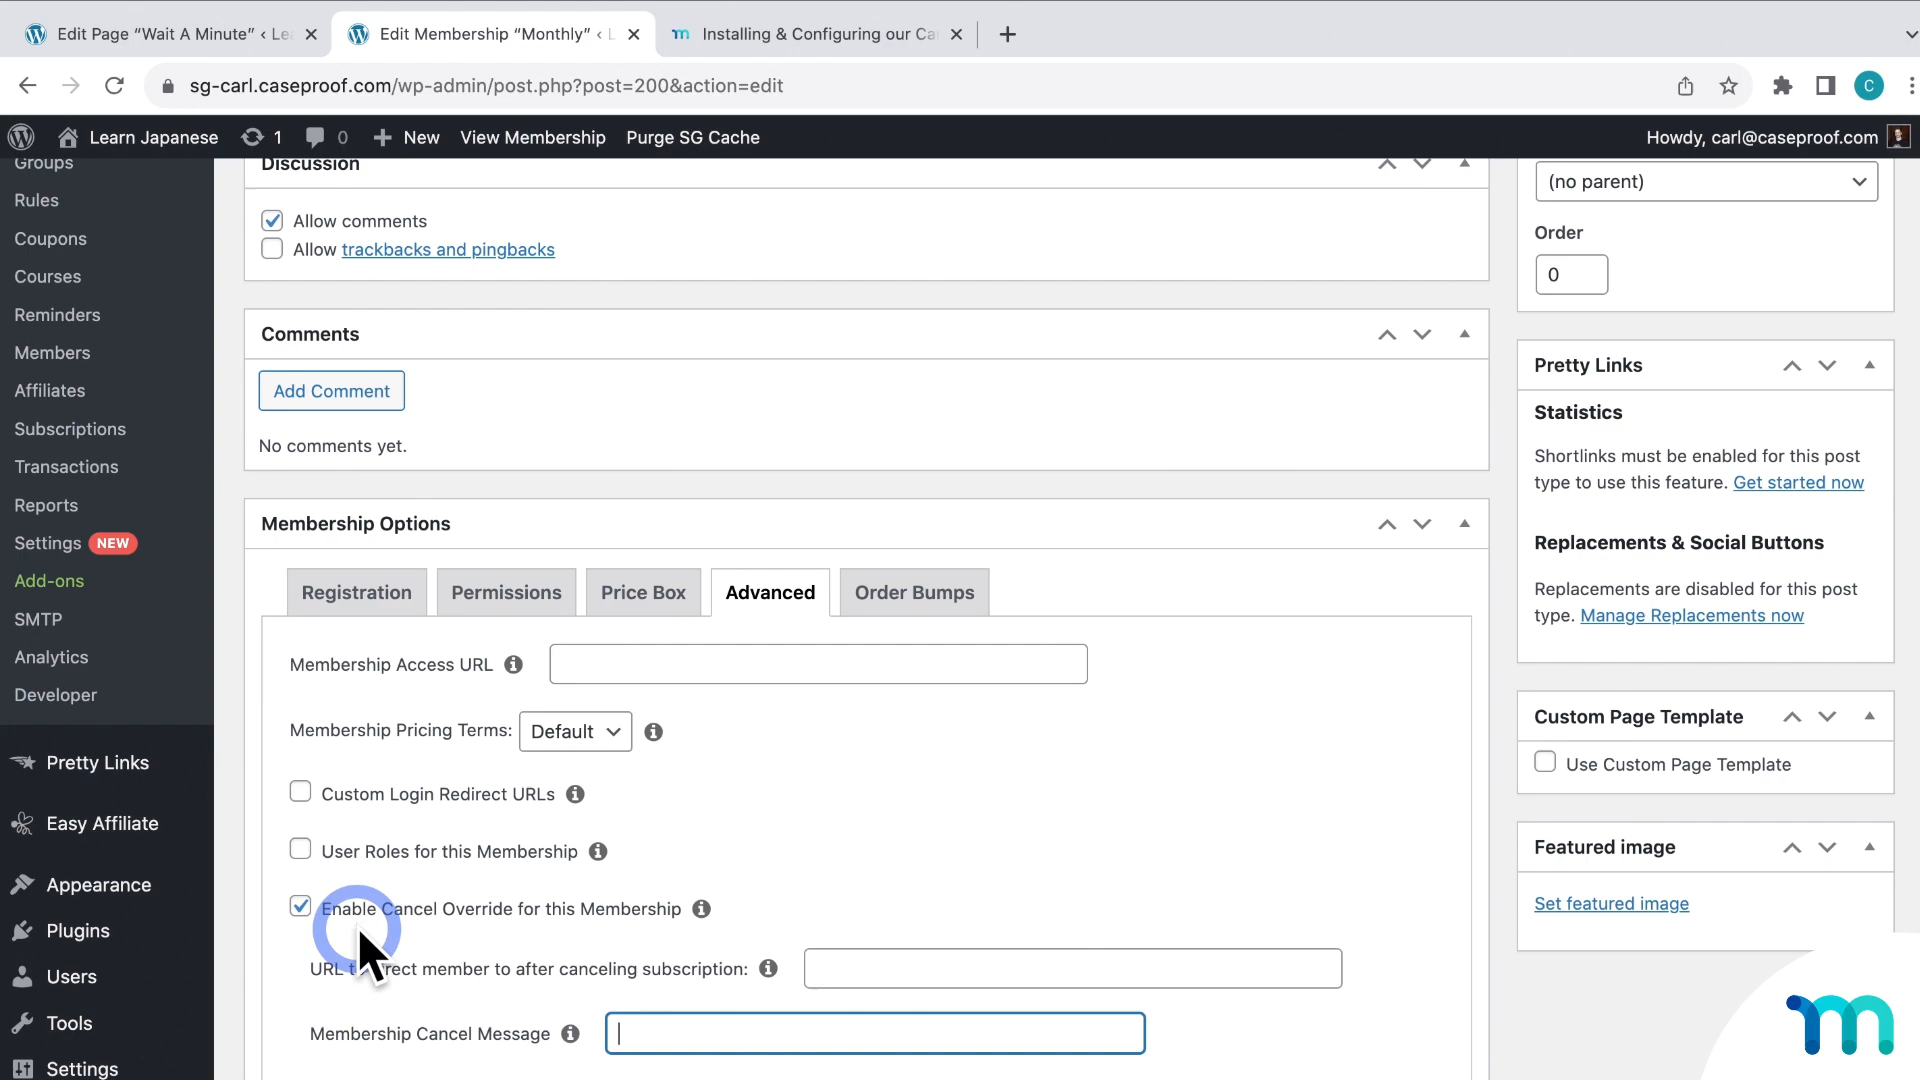 Edit Page “Wait A Minute” ‹ Le
Edit Membership “Monthly” ‹ L
Installing & Configuring our Ca
sg-carl.caseproof.com/wp-admin/post.php?post=200&action=edit
C
Learn Japanese
1
0
New
View Membership
Purge SG Cache
Howdy, carl@caseproof.com
Groups
Rules
Coupons
Courses
Reminders
Members
Affiliates
Subscriptions
Transactions
Reports
Settings NEW
Add-ons
SMTP
Analytics
Developer
Pretty Links
Easy Affiliate
Appearance
Plugins
Users
Tools
Settings
Discussion
Allow comments
Allow trackbacks and pingbacks
Comments
Add Comment
No comments yet.
Membership Options
Registration
Permissions
Price Box
Advanced
Order Bumps
Membership Access URL
Membership Pricing Terms: Default
Custom Login Redirect URLs
User Roles for this Membership
Enable Cancel Override for this Membership
URL t rect member to after canceling subscription:
Membership Cancel Message
(no parent)
Order
0
Pretty Links
Statistics
Shortlinks must be enabled for this post
type to use this feature. Get started now
Replacements & Social Buttons
Replacements are disabled for this post
type. Manage Replacements now
Custom Page Template
Use Custom Page Template
Featured image
Set featured image
m